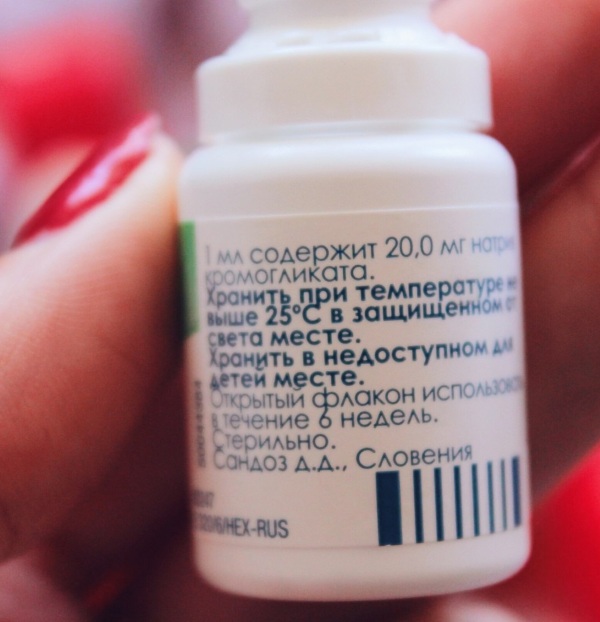 1 мл содержит 20,0 мг натрия
кромогликата.
Хранить при температуре не
выше 25°C в защищенном от
света месте.
Хранить в недоступном для
детей месте.
Открытый флакон использовать
в течение 6 недель.
Стерильно.
Сандоз д.д., Словения
/HEX-RUS